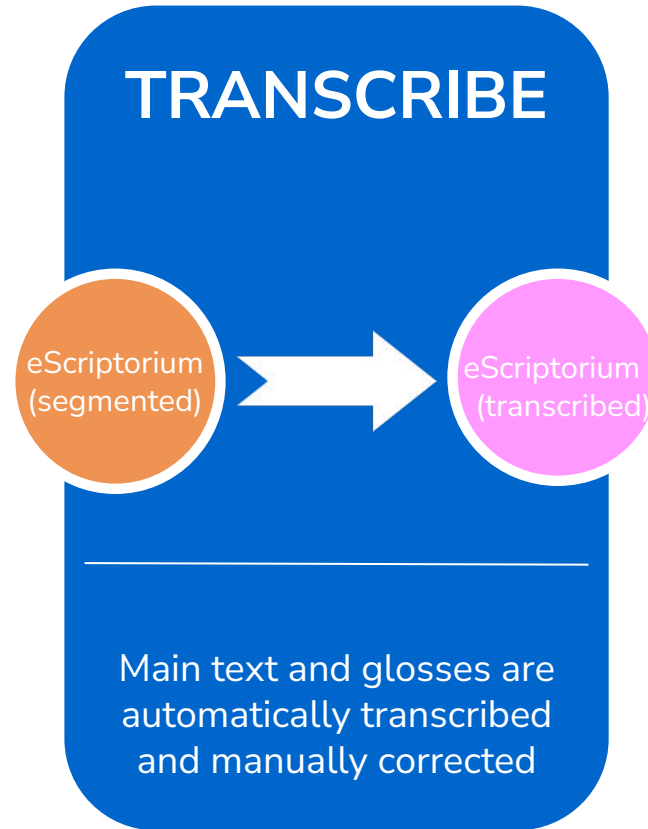 TRANSCRIBE
eScriptorium
(segmented)
eScriptorium
(transcribed)
Main text and glosses are
automatically transcribed
and manually corrected